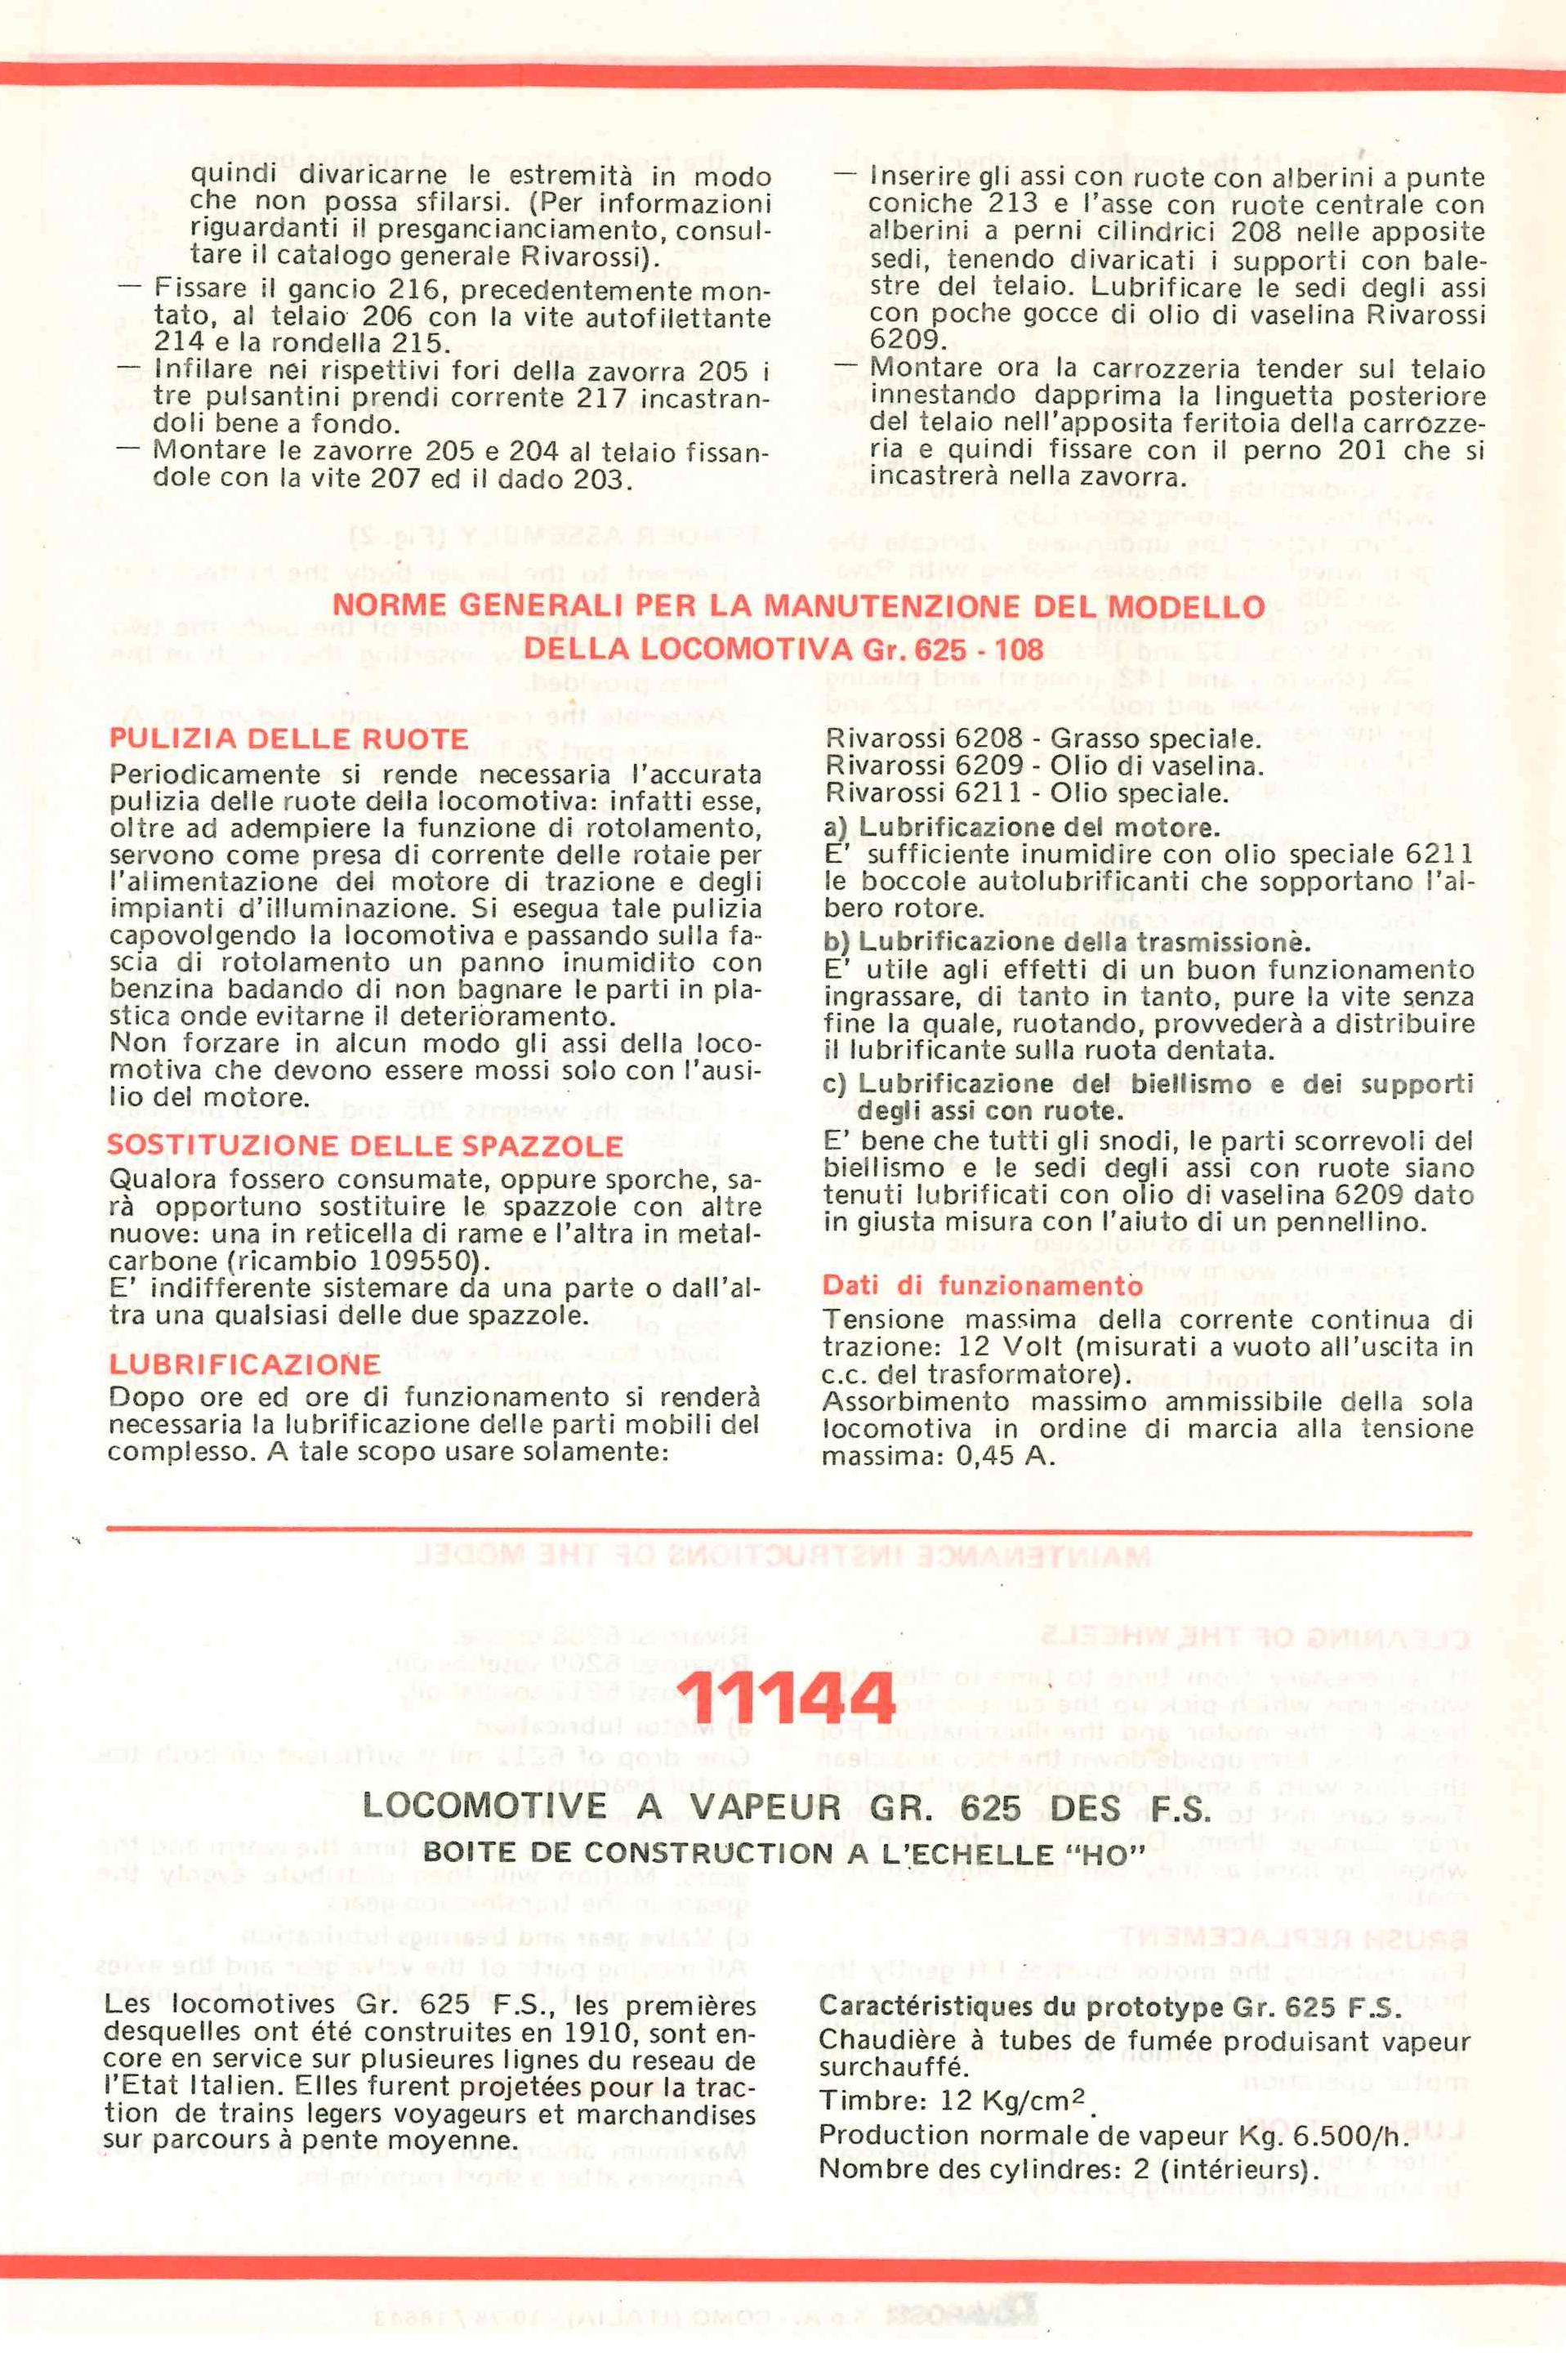 quindi divaricarne le estremità in modo
che non possa sfilarsi. (Per informazioni
riguardanti il presgancianciamento, consul-
tare il catalogo generale Rivarossi).
— Fissare il gancio 216, precedentemente mon-
tato, al telaio 206 con la vite autofilettante
214 e la rondella 215.
— Infilare nei rispettivi fori della zavorra 205 i
tre pulsantini prendi corrente 217 incastran-
doli bene a fondo.
— Montare le zavorre 205 e 204 al telaio fissan-
dole con la vite 207 ed il dado 203.
— Inserire gli assi con ruote con alberini a punte
coniche 213 e l'asse con ruote centrale con
alberini a perni cilindrici 208 nelle apposite
sedi, tenendo divaricati i supporti con bale-
stre del telaio. Lubrificare le sedi degli assi
con poche gocce di olio di vaselina Rivarossi
6209.
— Montare ora la carrozzeria tender sul telaio
innestando dapprima la linguetta posteriore
del telaio nell'apposita feritoia della carrozze-
ria e quindi fissare con il perno 201 che si
incastrerà nella zavorra.
NORME GENERALI PER LA MANUTENZIONE DEL MODELLO
DELLA LOCOMOTIVA Gr. 625 - 108
PULIZIA DELLE RUOTE
Periodicamente si rende necessaria l'accurata
pulizia delle ruote della locomotiva: infatti esse,
oltre ad adempiere la funzione di rotolamento,
servono come presa di corrente delle rotaie per
l'alimentazione del motore di trazione e degli
impianti d'illuminazione. Si esegua tale pulizia
capovolgendo la locomotiva e passando sulla fa-
scia di rotolamento un panno inumidito con
benzina badando di non bagnare le parti in pla-
stica onde evitarne il deterioramento.
Non forzare in alcun modo gli assi della loco-
motiva che devono essere mossi solo con l'ausi-
lio del motore.
SOSTITUZIONE DELLE SPAZZOLE
Qualora fossero consumate, oppure sporche, sa-
rà opportuno sostituire le spazzole con altre
nuove: una in reticella di rame e l'altra in metal-
carbone (ricambio 109550).
E' indifferente sistemare da una parte o dall'al-
tra una qualsiasi delle due spazzole.
LUBRIFICAZIONE
Dopo ore ed ore di funzionamento si renderà
necessaria la lubrificazione delle parti mobili del
complesso. A tale scopo usare solamente:
Rivarossi 6208 - Grasso speciale.
Rivarossi 6209 - Olio di vaselina.
Rivarossi 6211 - Olio speciale.
a) Lubrificazione del motore.
E' sufficiente inumidire con olio speciale 6211
le boccole autolubrificanti che sopportano l'al-
bero rotore.
b) Lubrificazione della trasmissione.
E' utile agli effetti di un buon funzionamento
ingrassare, di tanto in tanto, pure la vite senza
fine la quale, ruotando, provvederà a distribuire
il lubrificante sulla ruota dentata.
c) Lubrificazione del biellismo e dei supporti
degli assi con ruote.
E' bene che tutti gli snodi, le parti scorrevoli del
biellismo e le sedi degli assi con ruote siano
tenuti lubrificati con olio di vaselina 6209 dato
in giusta misura con l'aiuto di un pennellino.
Dati di funzionamento
Tensione massima della corrente continua di
trazione: 12 Volt (misurati a vuoto all'uscita in
c.c. del trasformatore).
Assorbimento massimo ammissibile della sola
locomotiva in ordine di marcia alla tensione
massima: 0,45 A.
11144
LOCOMOTIVE A VAPEUR GR. 625 DES F.S.
BOITE DE CONSTRUCTION A L'ECHELLE "HO"
Les locomotives Gr. 625 F.S., les premières
desquelles ont été construites en 1910, sont en-
core en service sur plusieures lignes du reseau de
l'Etat Italien. Elles furent projetées pour la trac-
tion de trains legers voyageurs et marchandises
sur parcours à pente moyenne.
Caractéristiques du prototype Gr. 625 F.S.
Chaudière à tubes de fumée produisant vapeur
surchauffé.
Timbre: 12 Kg/cm².
Production normale de vapeur Kg. 6.500/h.
Nombre des cylindres: 2 (intérieurs).